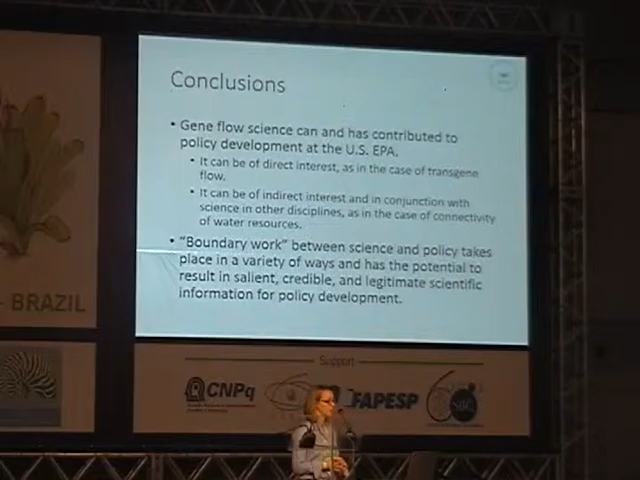 Conclusions
• Gene flow science can and has contributed to
policy development at the U.S. EPA.
• It can be of direct interest, as in the case of transgene
flow.
• It can be of indirect interest and in conjunction with
science in other disciplines, as in the case of connectivity
of water resources.
• “Boundary work” between science and policy takes
place in a variety of ways and has the potential to
result in salient, credible, and legitimate scientific
information for policy development.
- BRAZIL
Support
CNPq
FAPESP